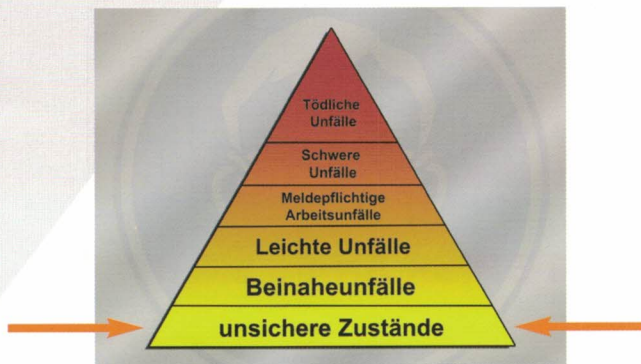 Tödliche
Unfälle
Schwere
Unfälle
Meldepflichtige
Arbeitsunfälle
Leichte Unfälle
Beinaheunfälle
unsichere Zustände